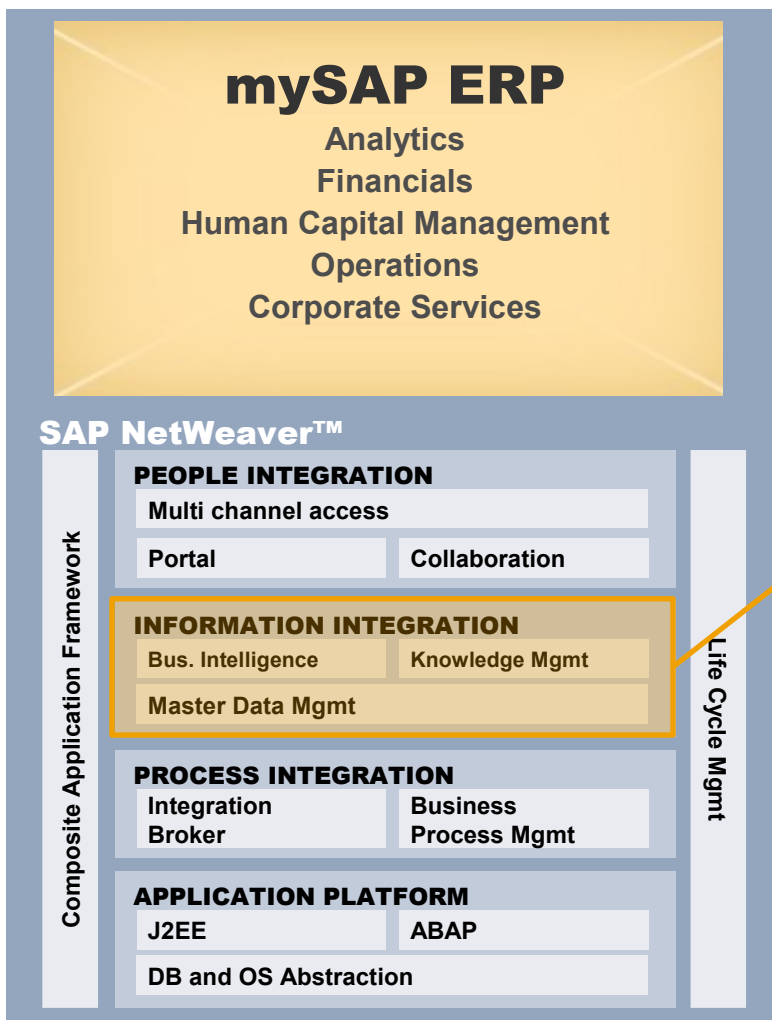 mySAP ERP
Analytics
Financials
Human Capital Management
Operations
Corporate Services
SAP NetWeaver™
Composite Application Framework
PEOPLE INTEGRATION
Multi channel access
Portal
Collaboration
INFORMATION INTEGRATION
Bus. Intelligence
Knowledge Mgmt
Master Data Mgmt
PROCESS INTEGRATION
Integration
Broker
Business
Process Mgmt
APPLICATION PLATFORM
J2EE
ABAP
DB and OS Abstraction
Life Cycle Mgmt